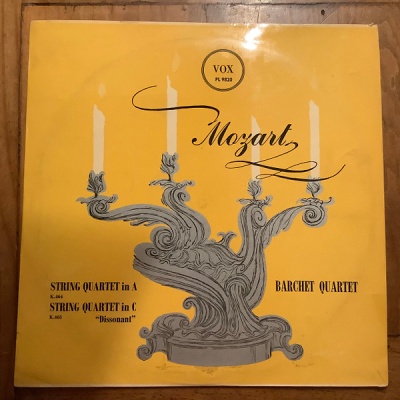 VOX
PL 9820
Mozart
STRING QUARTET in A
K.464
STRING QUARTET in C
K.465 "Dissonant"
BARCHET QUARTET